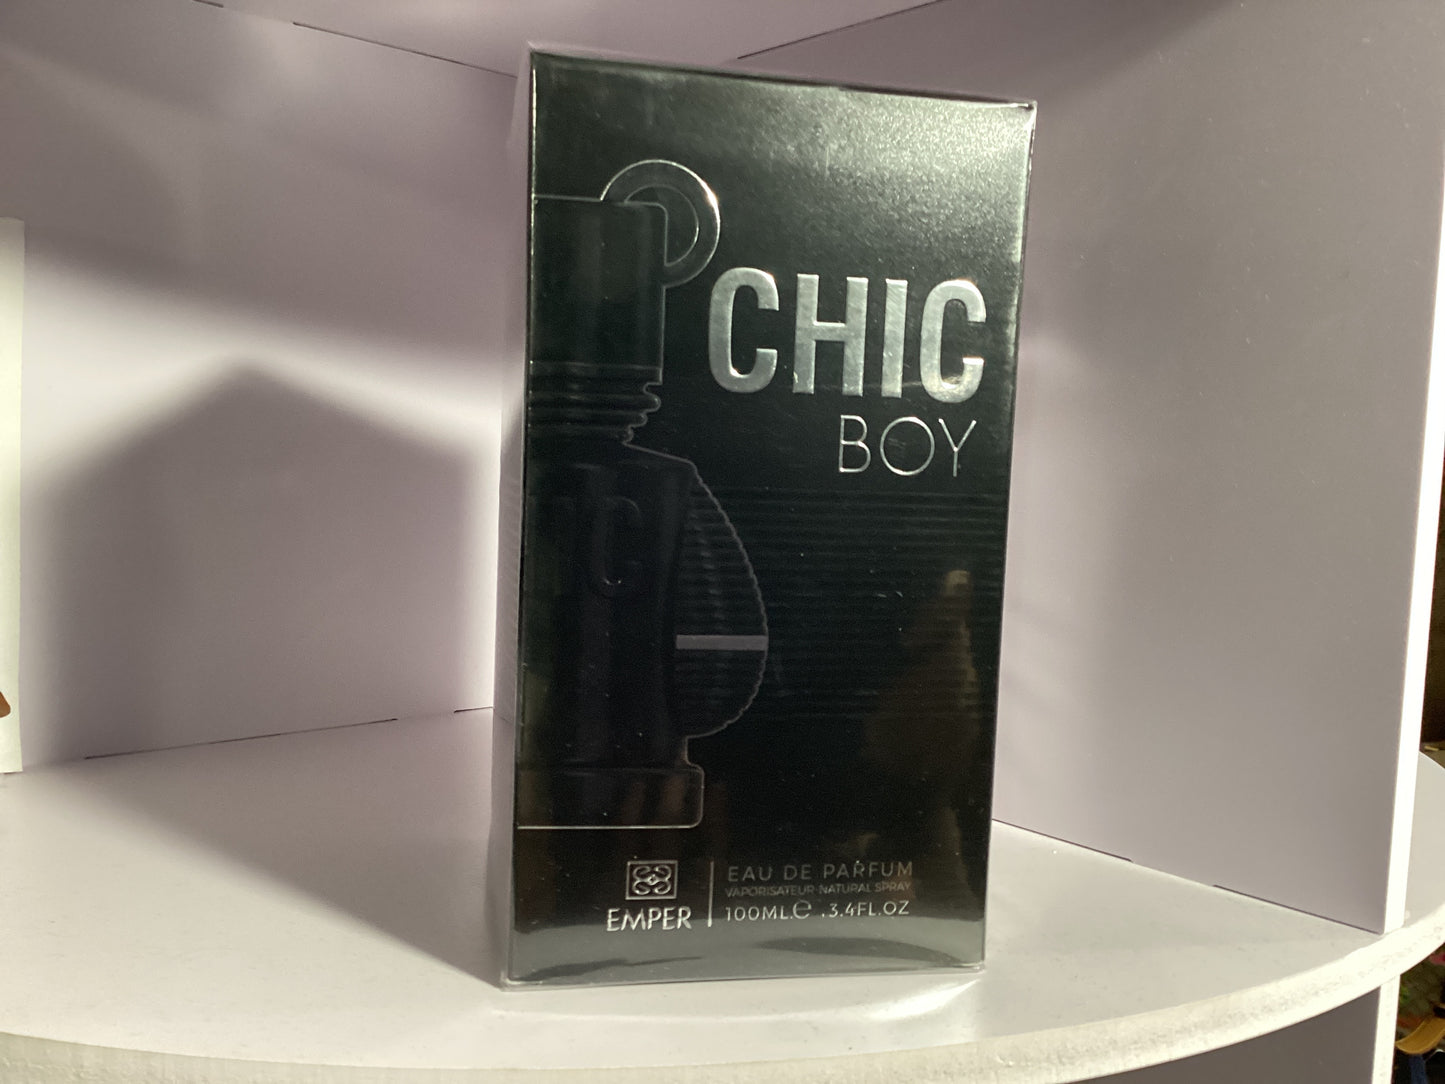 CHIC
BOY
C
EMPER
EAU DE PARFUM
VAPORISATEUR NATURAL SPRAY
100ML.℮ .3.4FL.OZ